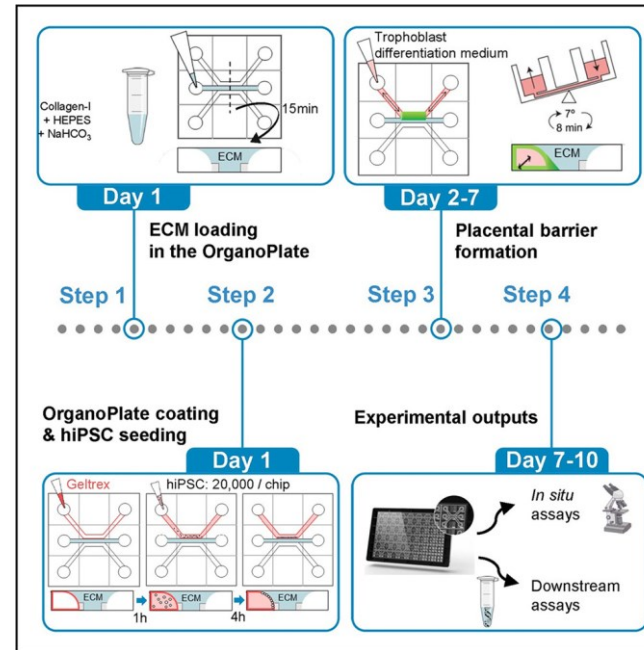 Collagen-I
+ HEPES
+ NaHCO₃
15min
ECM
Day 1
ECM loading
in the OrganoPlate
Trophoblast
differentiation medium
7°
8 min
Day 2-7
Placental barrier
formation
Step 1
Step 2
Step 3
Step 4
OrganoPlate coating
& hiPSC seeding
Day 1
Geltrex
hiPSC: 20,000 / chip
ECM
ECM
ECM
1h
4h
Experimental outputs
Day 7-10
In situ
assays
Downstream
assays